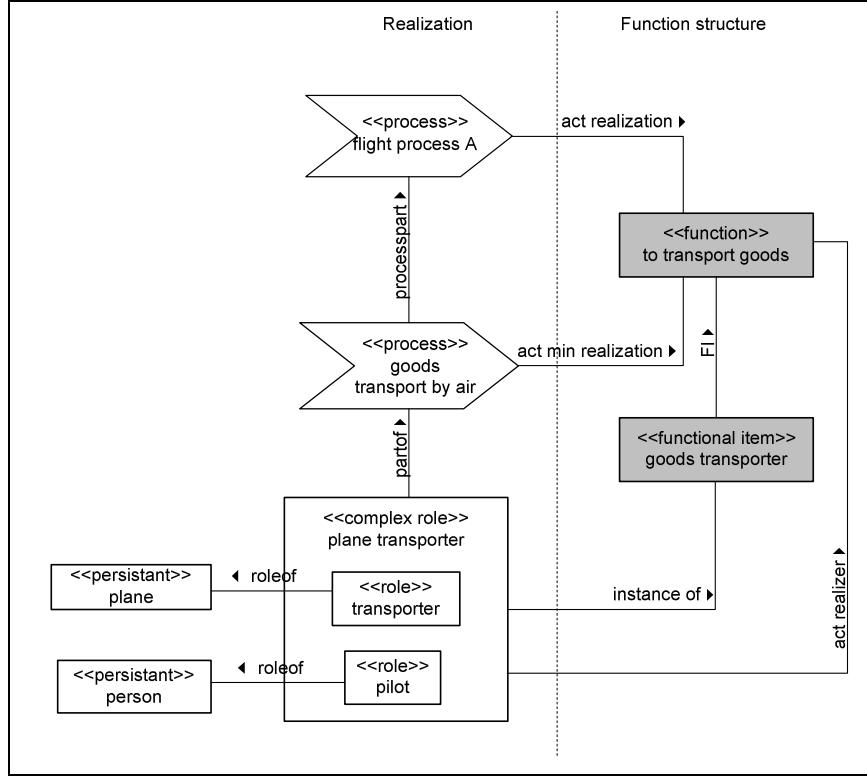 Realization
Function structure
<<process>>
flight process A
act realization
processpart
<<function>>
to transport goods
<<process>>
goods
transport by air
act min realization
FI
partof
<<functional item>>
goods transporter
<<complex role>>
plane transporter
<<persistant>>
plane
roleof
<<role>>
transporter
instance of
act realizer
<<persistant>>
person
roleof
<<role>>
pilot